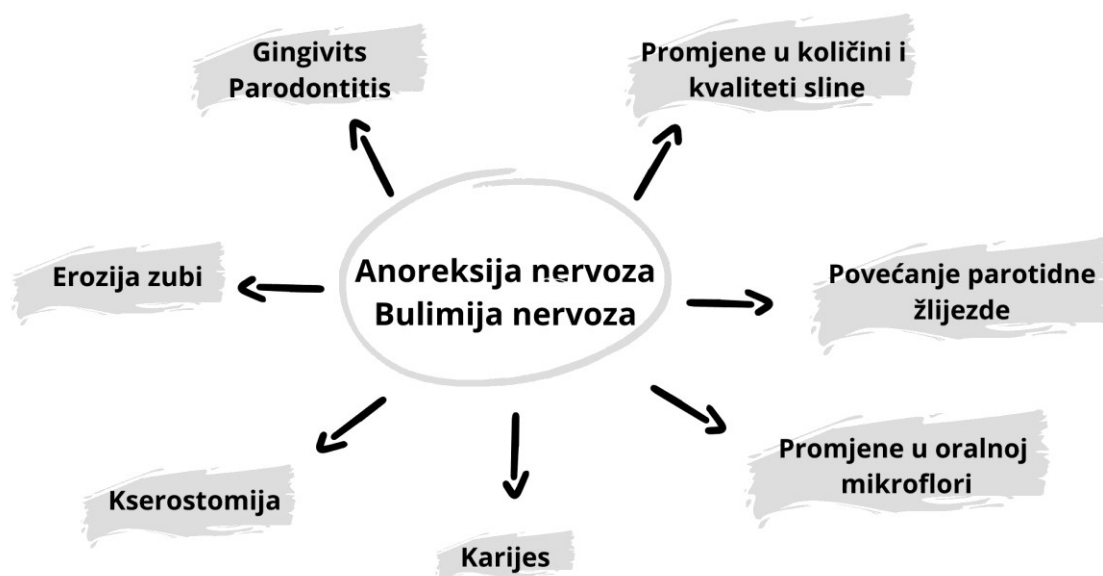 Gingivits
Parodontitis
Promjene u količini i
kvaliteti sline
Erozija zubi
Anoreksija nervoza
Bulimija nervoza
Povećanje parotidne
žlijezde
Kserostomija
Karijes
Promjene u oralnoj
mikroflori